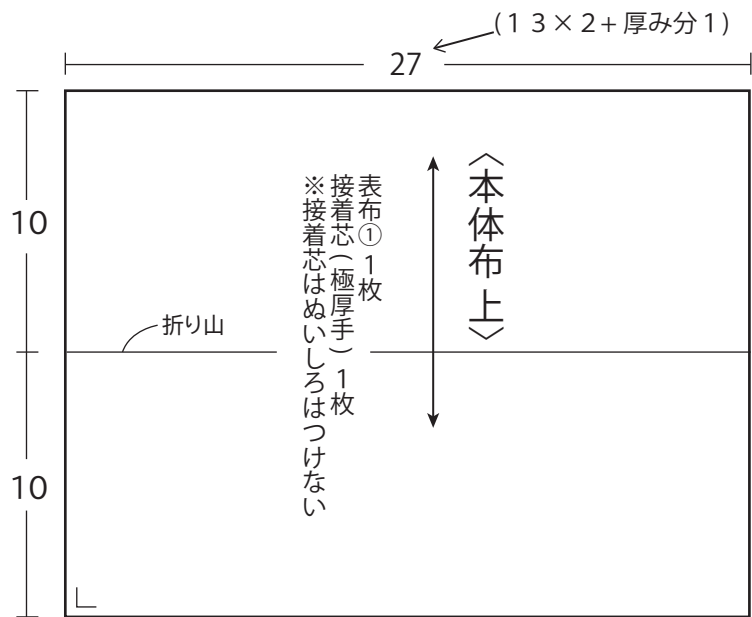 (13×2+厚み分1)
27
10
10
折り山
〈本体布 上〉
表布① 1枚
接着芯(極厚手) 1枚
※接着芯はぬいしろはつけない